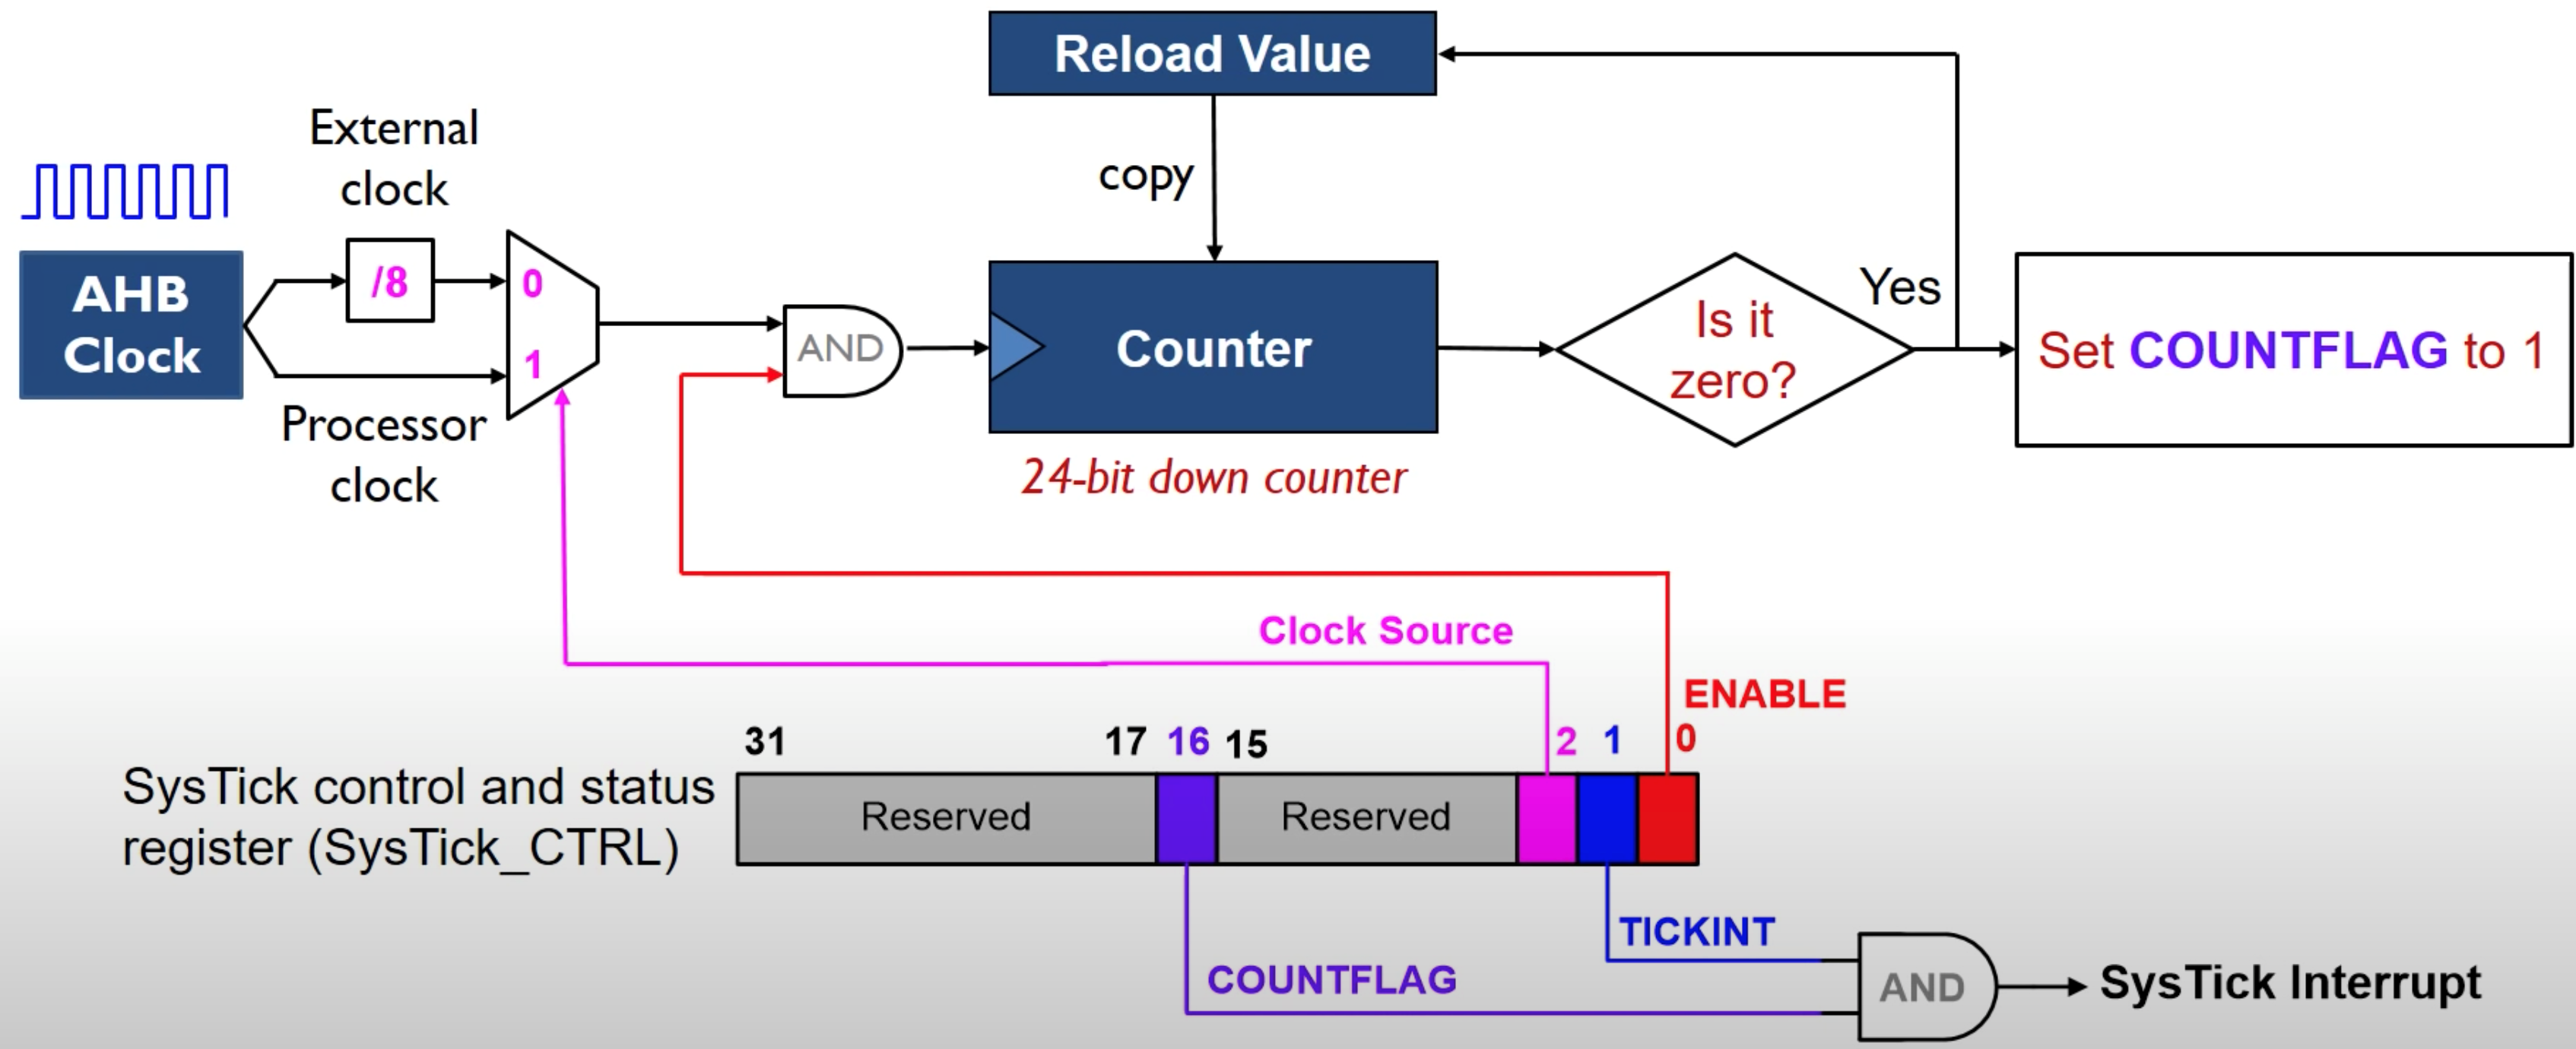 Reload Value
External
clock
copy
AHB
Clock
/8
0
1
Processor
clock
AND
Counter
24-bit down counter
Is it
zero?
Yes
Set COUNTFLAG to 1
Clock Source
ENABLE
31 17 16 15 2 1 0
SysTick control and status
register (SysTick_CTRL)
Reserved
Reserved
TICKINT
COUNTFLAG
AND
SysTick Interrupt